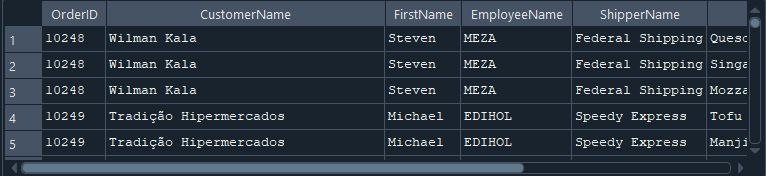 OrderID CustomerName FirstName EmployeeName ShipperName
1 10248 Wilman Kala Steven MEZA Federal Shipping Quesc
2 10248 Wilman Kala Steven MEZA Federal Shipping Singa
3 10248 Wilman Kala Steven MEZA Federal Shipping Mozza
4 10249 Tradição Hipermercados Michael EDIHOL Speedy Express Tofu
5 10249 Tradição Hipermercados Michael EDIHOL Speedy Express Manji